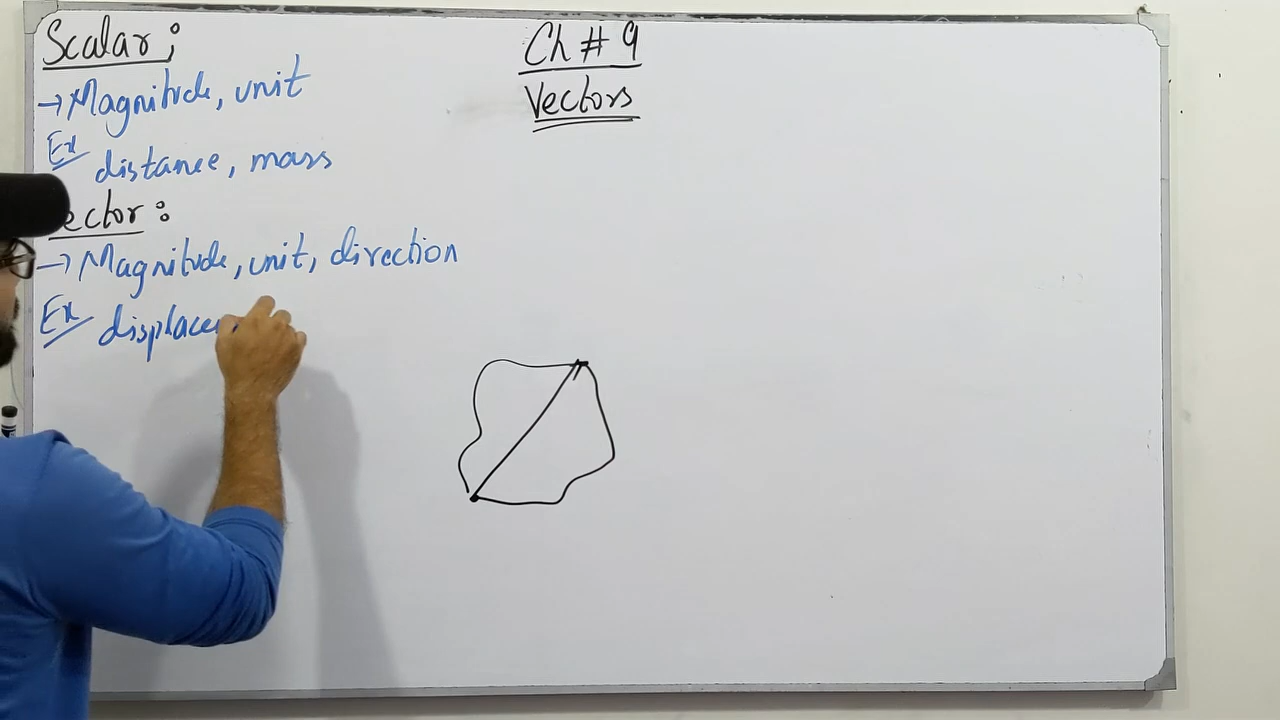 Scalar:
→ Magnitude, unit
Ex distance, mass
ector:
→ Magnitude, unit, direction
Ex displace
Ch # 9
Vectors